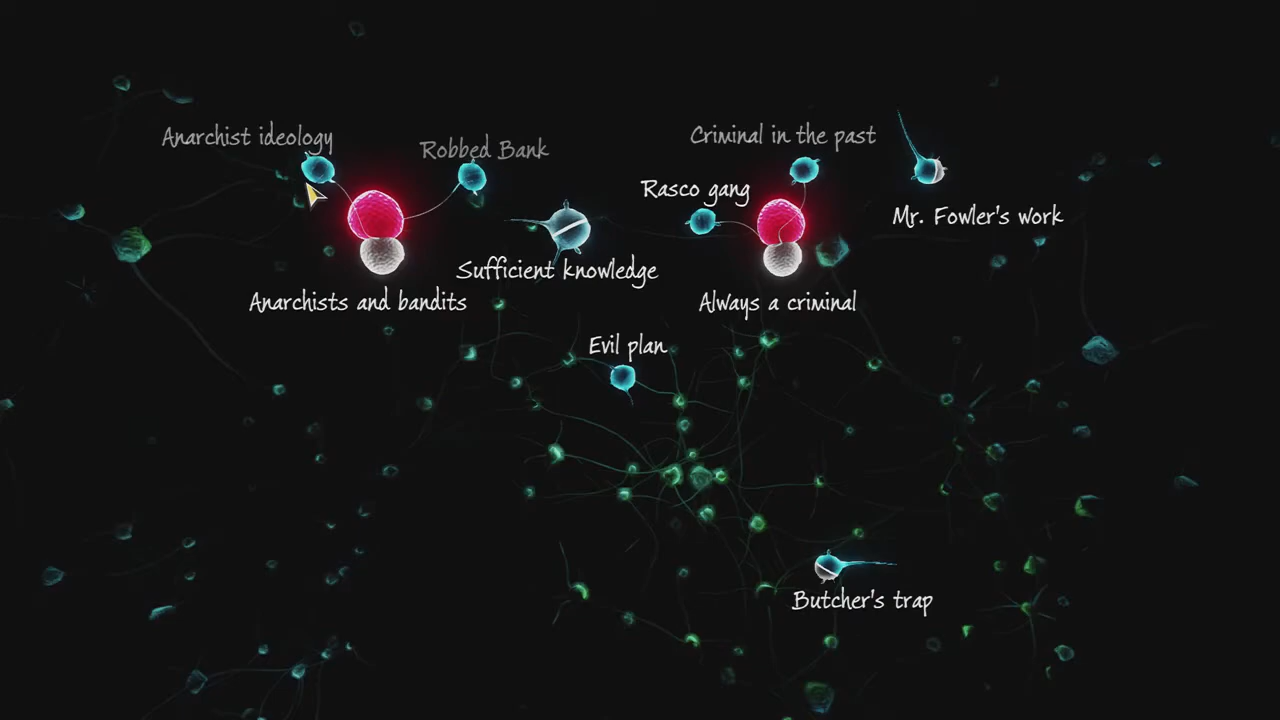 Anarchist ideology
Robbed Bank
Criminal in the past
Rasco gang
Mr. Fowler's work
Sufficient knowledge
Anarchists and bandits
Always a criminal
Evil plan
Butcher's trap